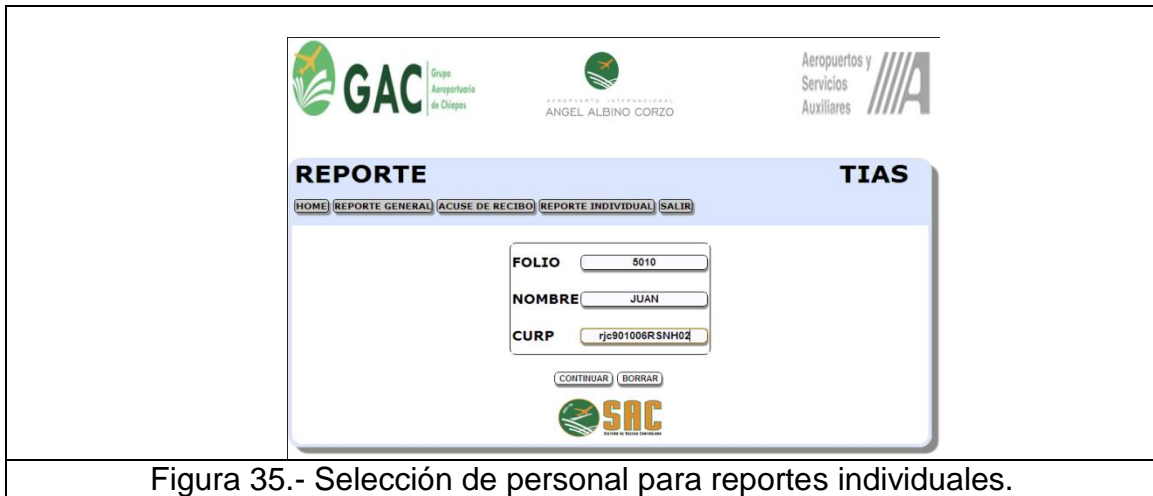 GAC Grupo
Aeroportuario
de Chiapas
AEROPUERTO INTERNACIONAL
ANGEL ALBINO CORZO
Aeropuertos y
Servicios
Auxiliares
REPORTE TIAS
HOME REPORTE GENERAL ACUSE DE RECIBO REPORTE INDIVIDUAL SALIR
FOLIO 5010
NOMBRE JUAN
CURP rjc901006RSNH02
CONTINUAR BORRAR
SAC
Figura 35.- Selección de personal para reportes individuales.